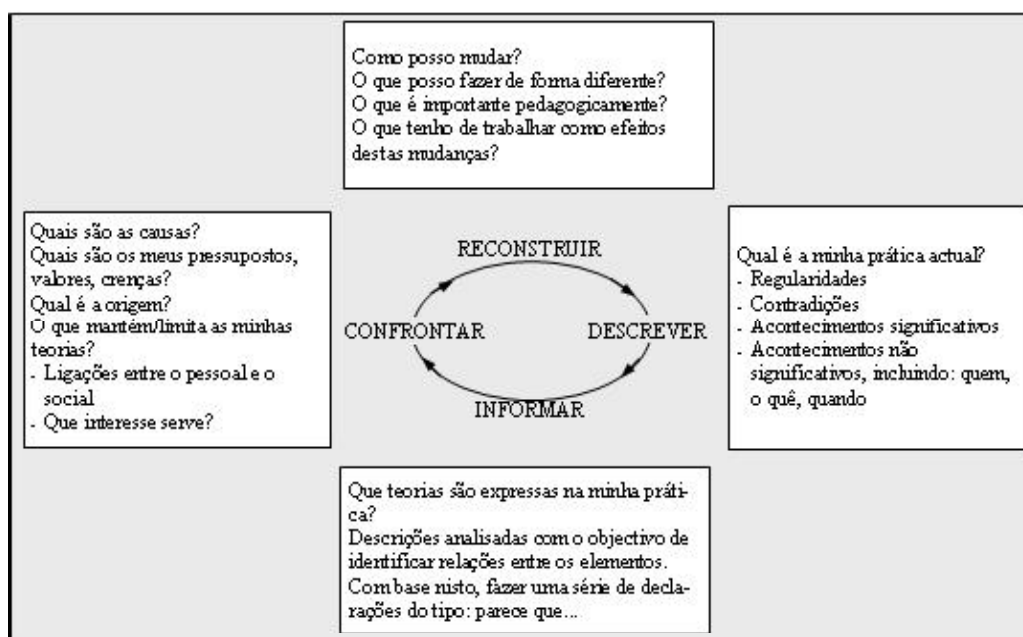 Como posso mudar?
O que posso fazer de forma diferente?
O que é importante pedagogicamente?
O que tenho de trabalhar como efeitos
destas mudanças?
Quais são as causas?
Quais são os meus pressupostos,
valores, crenças?
Qual é a origem?
O que mantém/limita as minhas
teorias?
- Ligações entre o pessoal e o
social
- Que interesse serve?
RECONSTRUIR
CONFRONTAR
DESCREVER
INFORMAR
Qual é a minha prática actual?
- Regularidades
- Contradições
- Acontecimentos significativos
- Acontecimentos não
significativos, incluindo: quem,
o quê, quando
Que teorias são expressas na minha práti-
ca?
Descrições analisadas com o objectivo de
identificar relações entre os elementos.
Com base nisto, fazer uma série de decla-
rações do tipo: parece que...